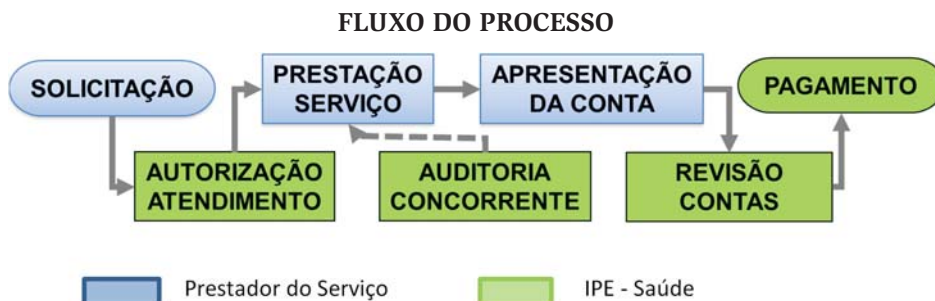 FLUXO DO PROCESSO
SOLICITAÇÃO
PRESTAÇÃO
SERVIÇO
APRESENTAÇÃO
DA CONTA
PAGAMENTO
AUTORIZAÇÃO
ATENDIMENTO
AUDITORIA
CONCORRENTE
REVISÃO
CONTAS
Prestador do Serviço
IPE - Saúde